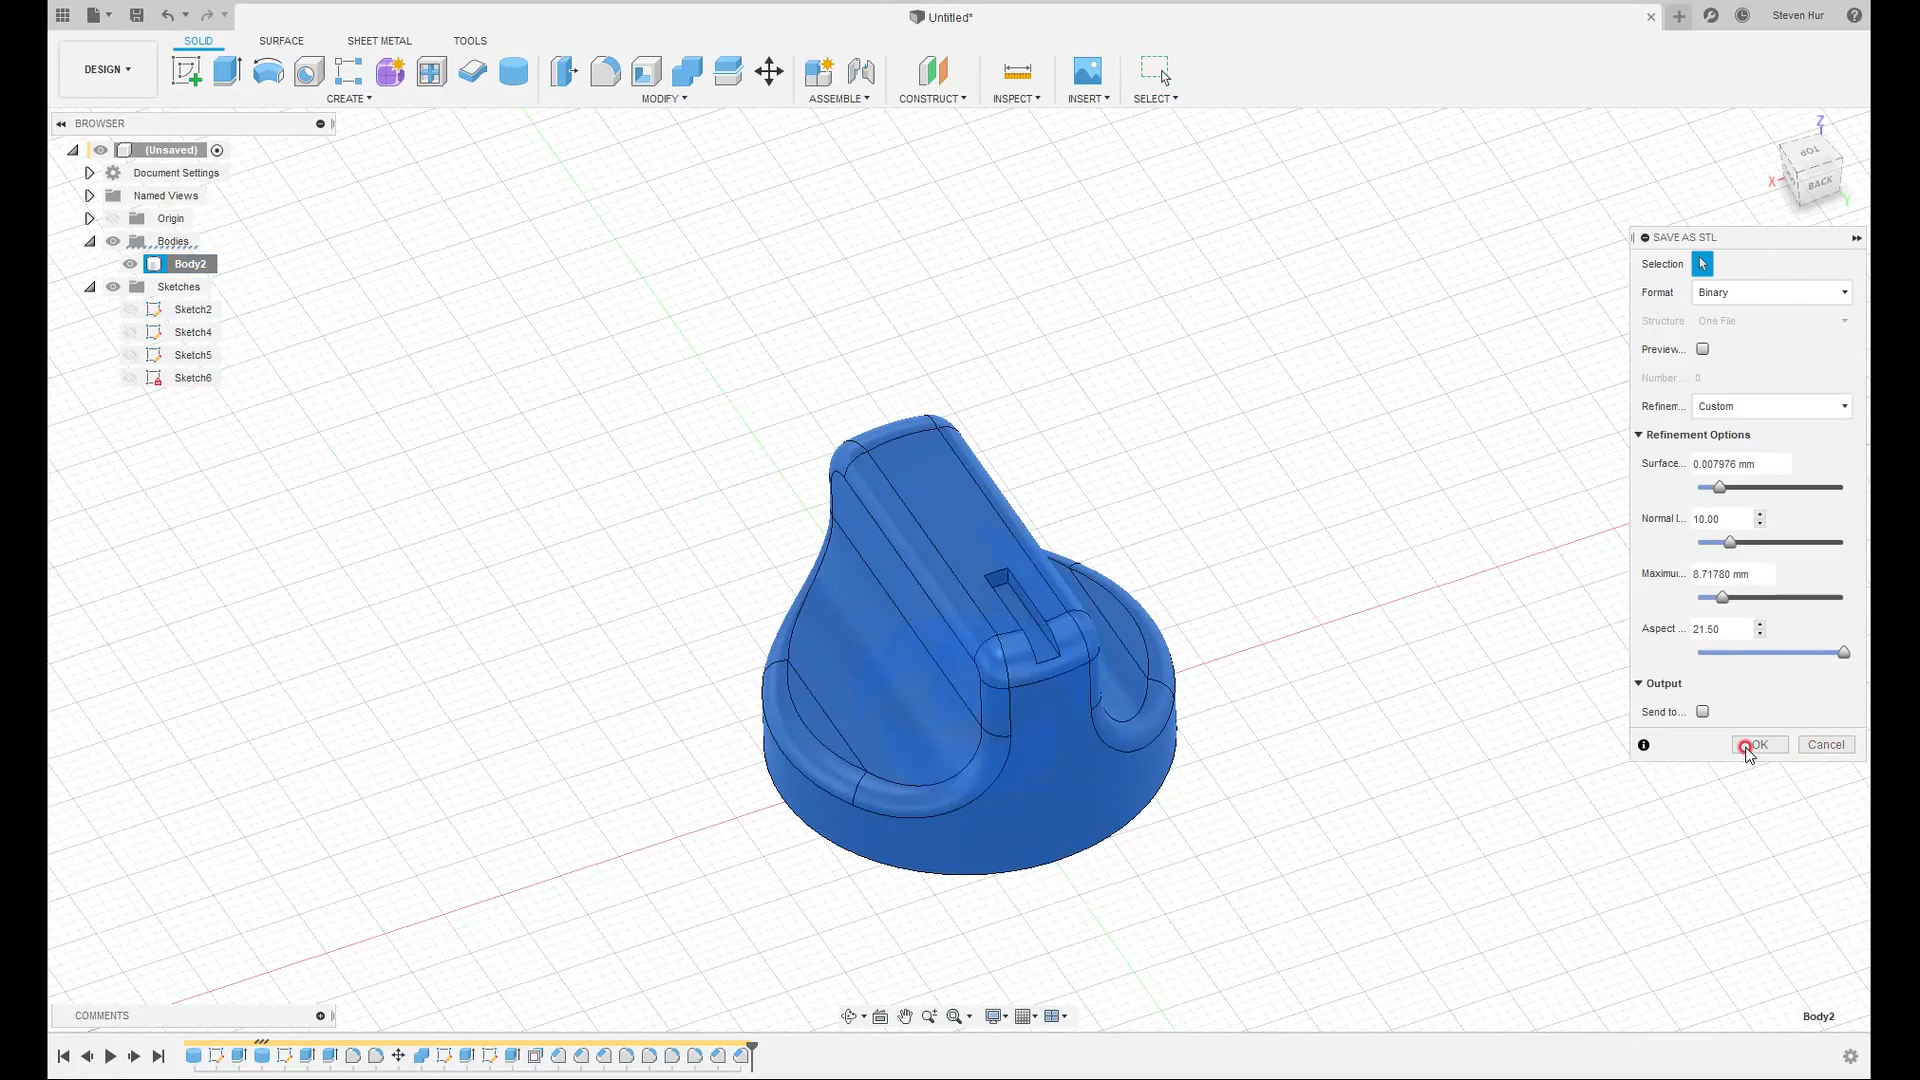 Untitled*
Steven Hur
DESIGN
SOLID
SURFACE
SHEET METAL
TOOLS
CREATE
MODIFY
ASSEMBLE
CONSTRUCT
INSPECT
INSERT
SELECT
BROWSER
(Unsaved)
Document Settings
Named Views
Origin
Bodies
Body2
Sketches
Sketch2
Sketch4
Sketch5
Sketch6
Z
TOP
X
BACK
Y
SAVE AS STL
Selection
Format Binary
Structure One File
Preview...
Number... 0
Refinem... Custom
Refinement Options
Surface... 0.007976 mm
Normal I... 10.00
Maximu... 8.71780 mm
Aspect ... 21.50
Output
Send to...
OK Cancel
COMMENTS
Body2